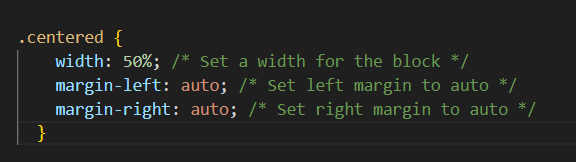 .centered {
width: 50%; /* Set a width for the block */
margin-left: auto; /* Set left margin to auto */
margin-right: auto; /* Set right margin to auto */
}